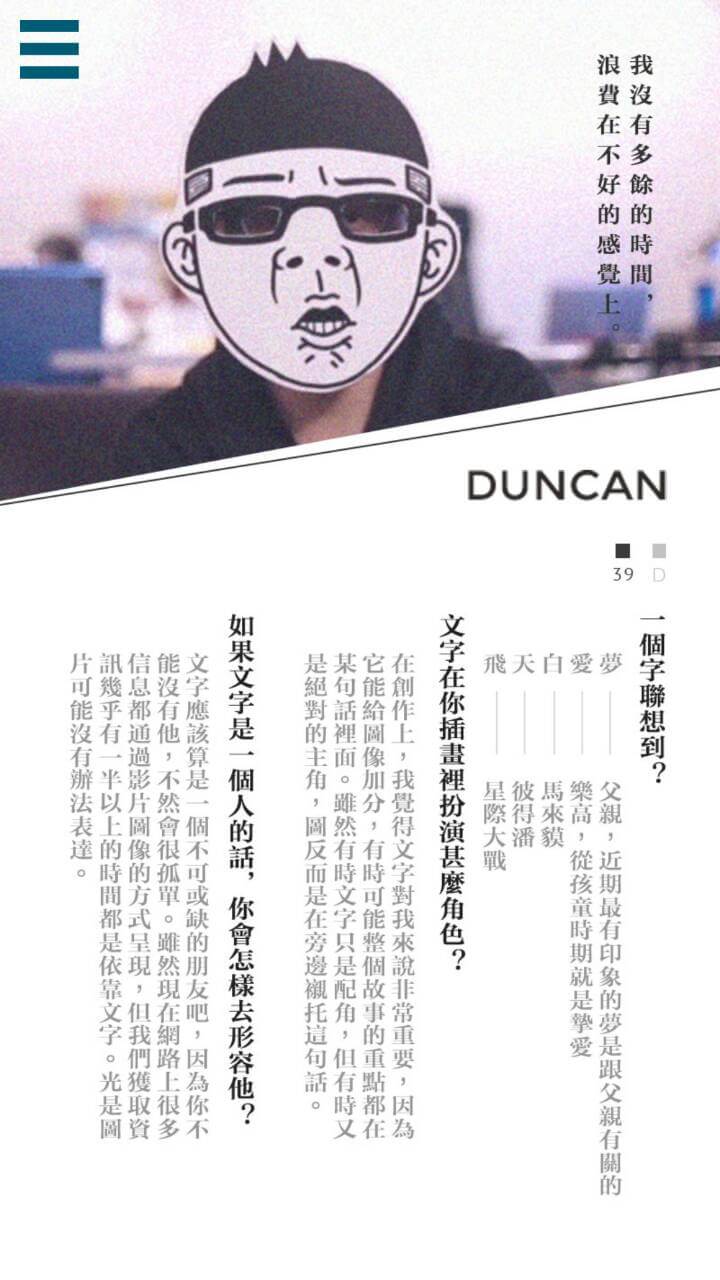 我沒有多餘的時間，
浪費在不好的感覺上。
DUNCAN
39 D
一個字聯想到？
夢 父親，近期最有印象的夢是跟父親有關的
愛 樂高，從孩童時期就是摯愛
白 馬來貘
天 彼得潘
飛 星際大戰
文字在你插畫裡扮演甚麼角色？
在創作上，我覺得文字對我來說非常重要，因為
它能給圖像加分，有時可能整個故事的重點都在
某句話裡面。雖然有時文字只是配角，但有時又
是絕對的主角，圖反而是在旁邊襯托這句話。
如果文字是一個人的話，你會怎樣去形容他？
文字應該算是一個不可或缺的朋友吧，因為你不
能沒有他，不然會很孤單。雖然現在網路上很多
信息都通過影片圖像的方式呈現，但我們獲取資
訊幾乎有一半以上的時間都是依靠文字。光是圖
片可能沒有辦法表達。